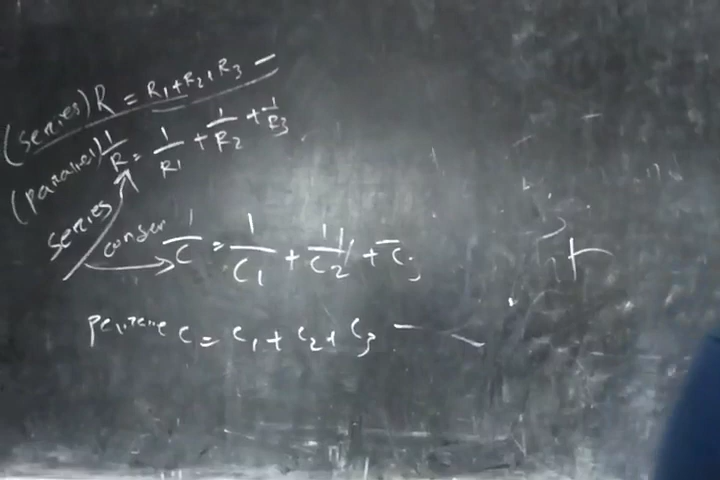 (Series) R = R1 + R2 + R3 —
(Parallel) 1/R = 1/R1 + 1/R2 + 1/R3
Series 1/C = 1/C1 + 1/C2 + 1/C3
C = C1 + C2 + C3 —